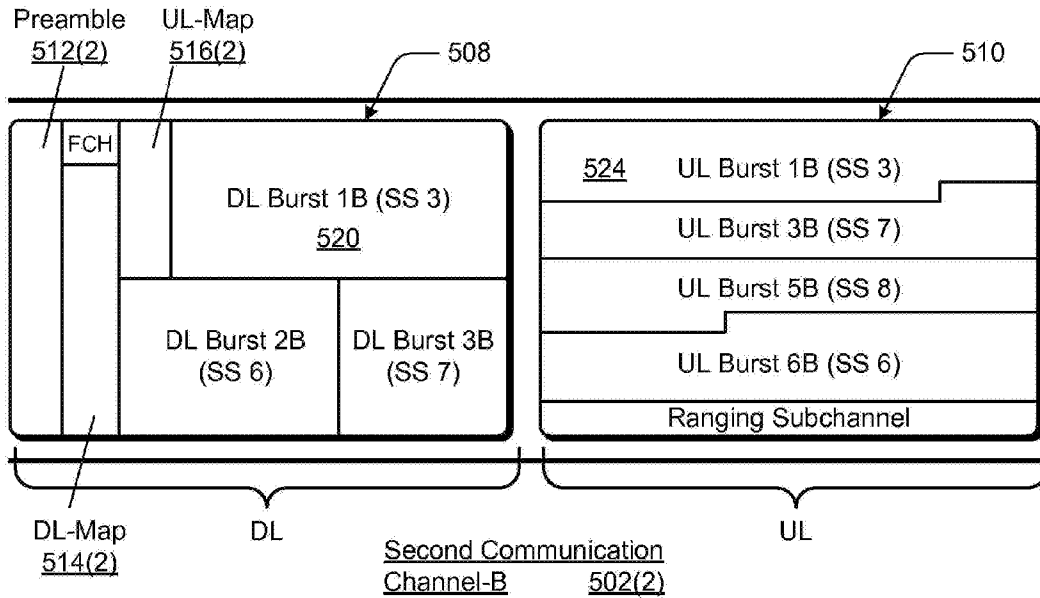 Preamble
512(2)
UL-Map
516(2)
508
510
FCH
DL Burst 1B (SS 3)
520
DL Burst 2B
(SS 6)
DL Burst 3B
(SS 7)
524
UL Burst 1B (SS 3)
UL Burst 3B (SS 7)
UL Burst 5B (SS 8)
UL Burst 6B (SS 6)
Ranging Subchannel
DL-Map
514(2)
DL
UL
Second Communication
Channel-B 502(2)